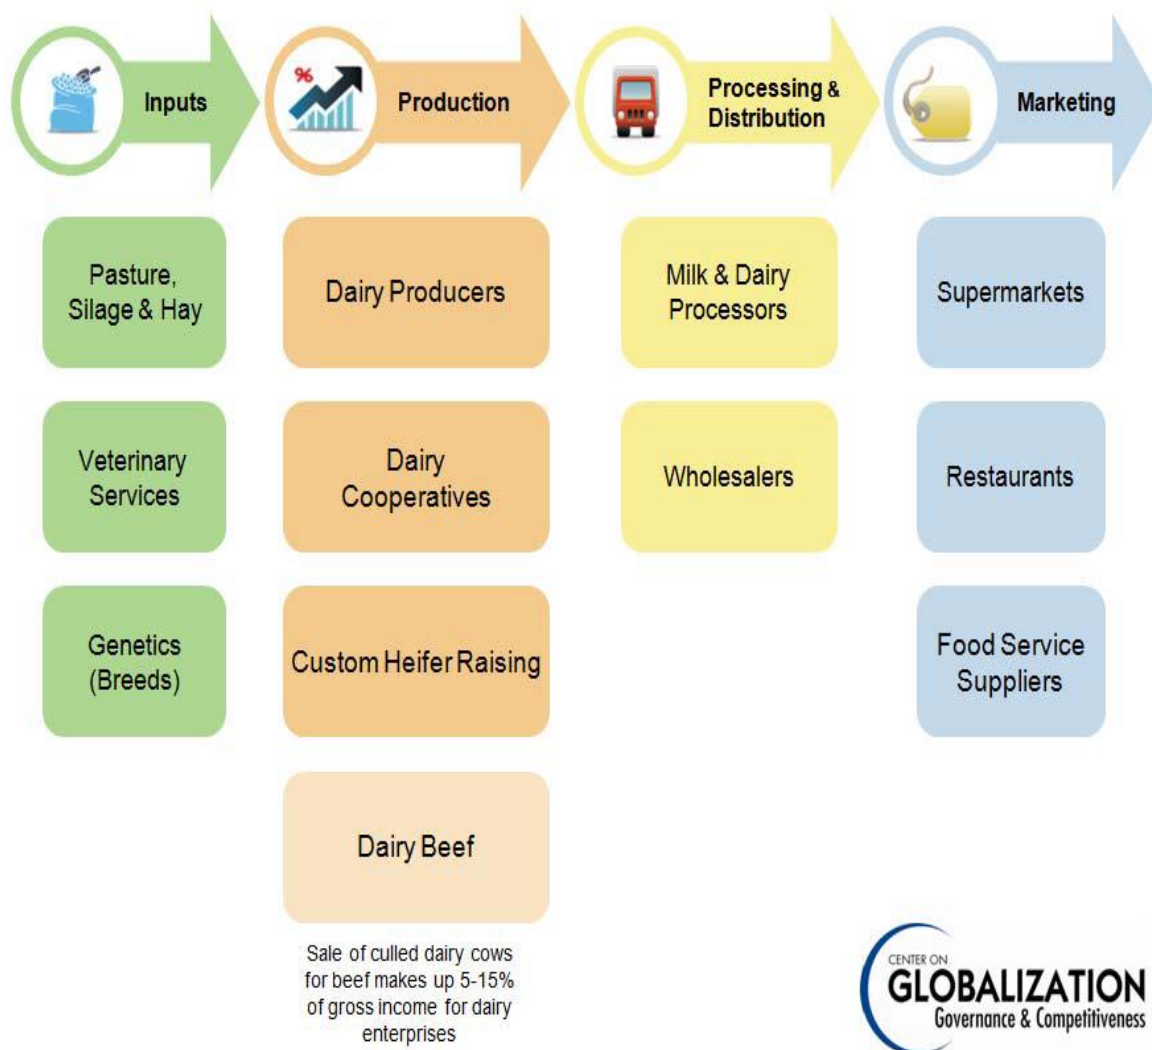 Inputs
Production
Processing &
Distribution
Marketing
%
Pasture,
Silage & Hay
Dairy Producers
Milk & Dairy
Processors
Supermarkets
Veterinary
Services
Dairy
Cooperatives
Wholesalers
Restaurants
Genetics
(Breeds)
Custom Heifer Raising
Food Service
Suppliers
Dairy Beef
Sale of culled dairy cows
for beef makes up 5-15%
of gross income for dairy
enterprises
CENTER ON
GLOBALIZATION
Governance & Competitiveness